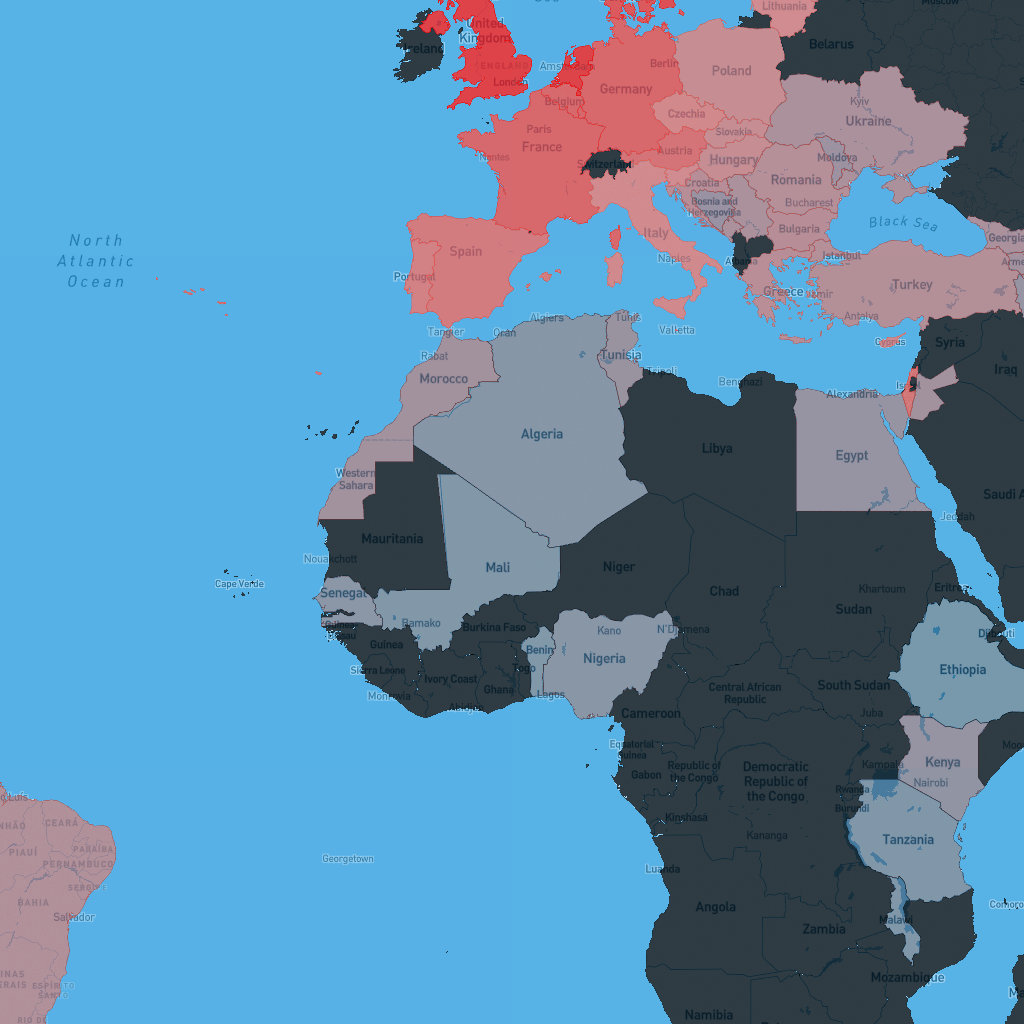 Moscow
Lithuania
United
Kingdom
Ireland
Belarus
ENGLAND
Amsterdam
Berlin
Poland
London
Germany
Belgium
Kyiv
Czechia
Ukraine
Paris
France
Slovakia
Nantes
Austria
Hungary
Moldova
Switzerland
Croatia
Romania
Bosnia and
Herzegovina
Bucharest
North
Atlantic
Ocean
Black Sea
Spain
Italy
Bulgaria
Georgia
Naples
Istanbul
Portugal
Greece
Izmir
Turkey
Antalya
Tangier
Oran
Algiers
Tunis
Valletta
Cyprus
Syria
Rabat
Tunisia
Iraq
Morocco
Tripoli
Benghazi
Alexandria
Algeria
Libya
Egypt
Western
Sahara
Saudi A
Jeddah
Mauritania
Nouakchott
Mali
Niger
Cape Verde
Senegal
Chad
Khartoum
Eritrea
Sudan
Bamako
Burkina Faso
Kano
N'Djamena
Djibouti
Guinea
Benin
Nigeria
Sierra Leone
Ivory Coast
Togo
Ghana
Ethiopia
Monrovia
Abidjan
Lagos
Central African
Republic
South Sudan
Cameroon
Juba
Equatorial
Guinea
Republic of
the Congo
Democratic
Republic of
the Congo
Gabon
Kampala
Kenya
Nairobi
Rwanda
Burundi
Kinshasa
Kananga
Tanzania
CEARÁ
PIAUÍ
PARAÍBA
PERNAMBUCO
Georgetown
Luanda
SERGIPE
BAHIA
Salvador
Angola
Malawi
Zambia
Mozambique
ESPÍRITO
SANTO
Namibia